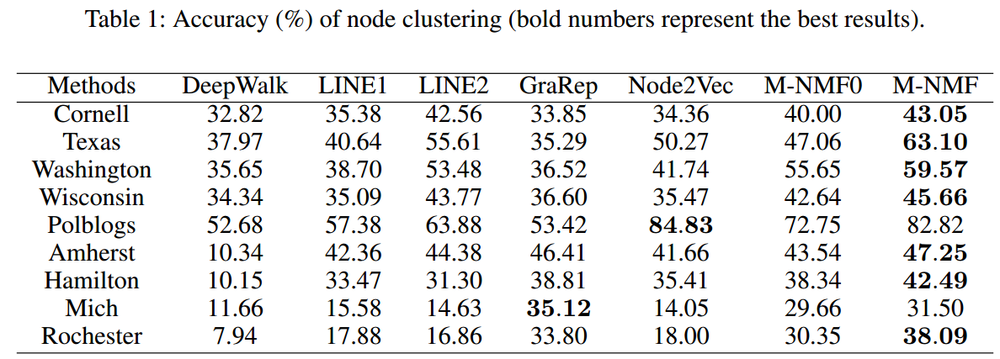 Table 1: Accuracy (%) of node clustering (bold numbers represent the best results).
Methods DeepWalk LINE1 LINE2 GraRep Node2Vec M-NMF0 M-NMF
Cornell 32.82 35.38 42.56 33.85 34.36 40.00 43.05
Texas 37.97 40.64 55.61 35.29 50.27 47.06 63.10
Washington 35.65 38.70 53.48 36.52 41.74 55.65 59.57
Wisconsin 34.34 35.09 43.77 36.60 35.47 42.64 45.66
Polblogs 52.68 57.38 63.88 53.42 84.83 72.75 82.82
Amherst 10.34 42.36 44.38 46.41 41.66 43.54 47.25
Hamilton 10.15 33.47 31.30 38.81 35.41 38.34 42.49
Mich 11.66 15.58 14.63 35.12 14.05 29.66 31.50
Rochester 7.94 17.88 16.86 33.80 18.00 30.35 38.09